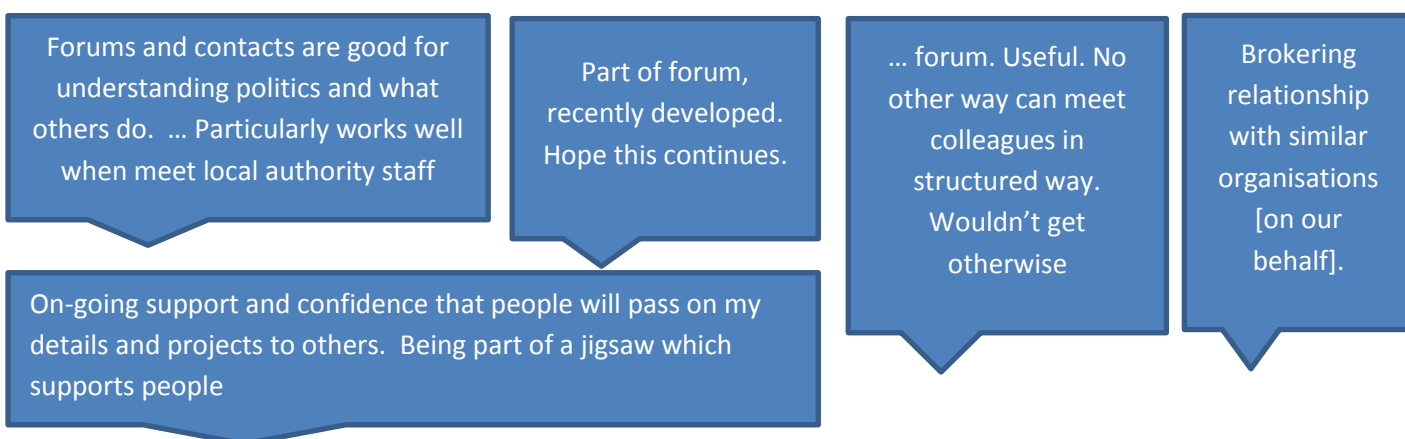 Forums and contacts are good for
understanding politics and what
others do.  … Particularly works well
when meet local authority staff
Part of forum,
recently developed.
Hope this continues.
… forum. Useful. No
other way can meet
colleagues in
structured way.
Wouldn’t get
otherwise
Brokering
relationship
with similar
organisations
[on our
behalf].
On-going support and confidence that people will pass on my
details and projects to others.  Being part of a jigsaw which
supports people